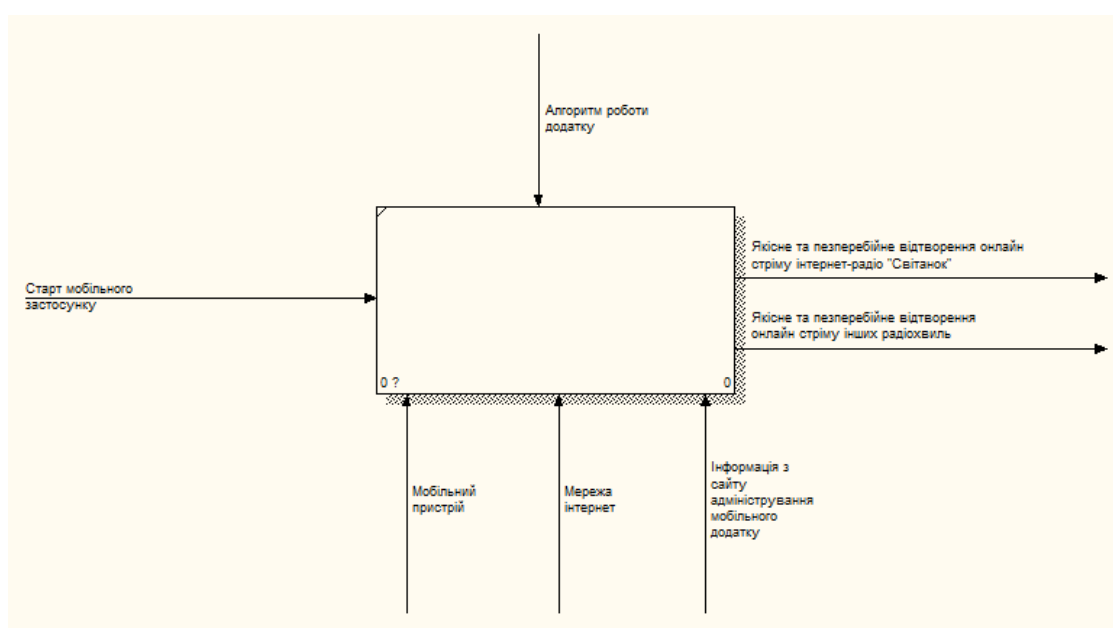 Алгоритм роботи
додатку
Якісне та пезперебійне відтворення онлайн
стріму інтернет-радіо "Світанок"
Старт мобільного
застосунку
Якісне та пезперебійне відтворення
онлайн стріму інших радіохвиль
0 ?
0
Мобільний
пристрій
Мережа
інтернет
Інформація з
сайту
адміністрування
мобільного
додатку